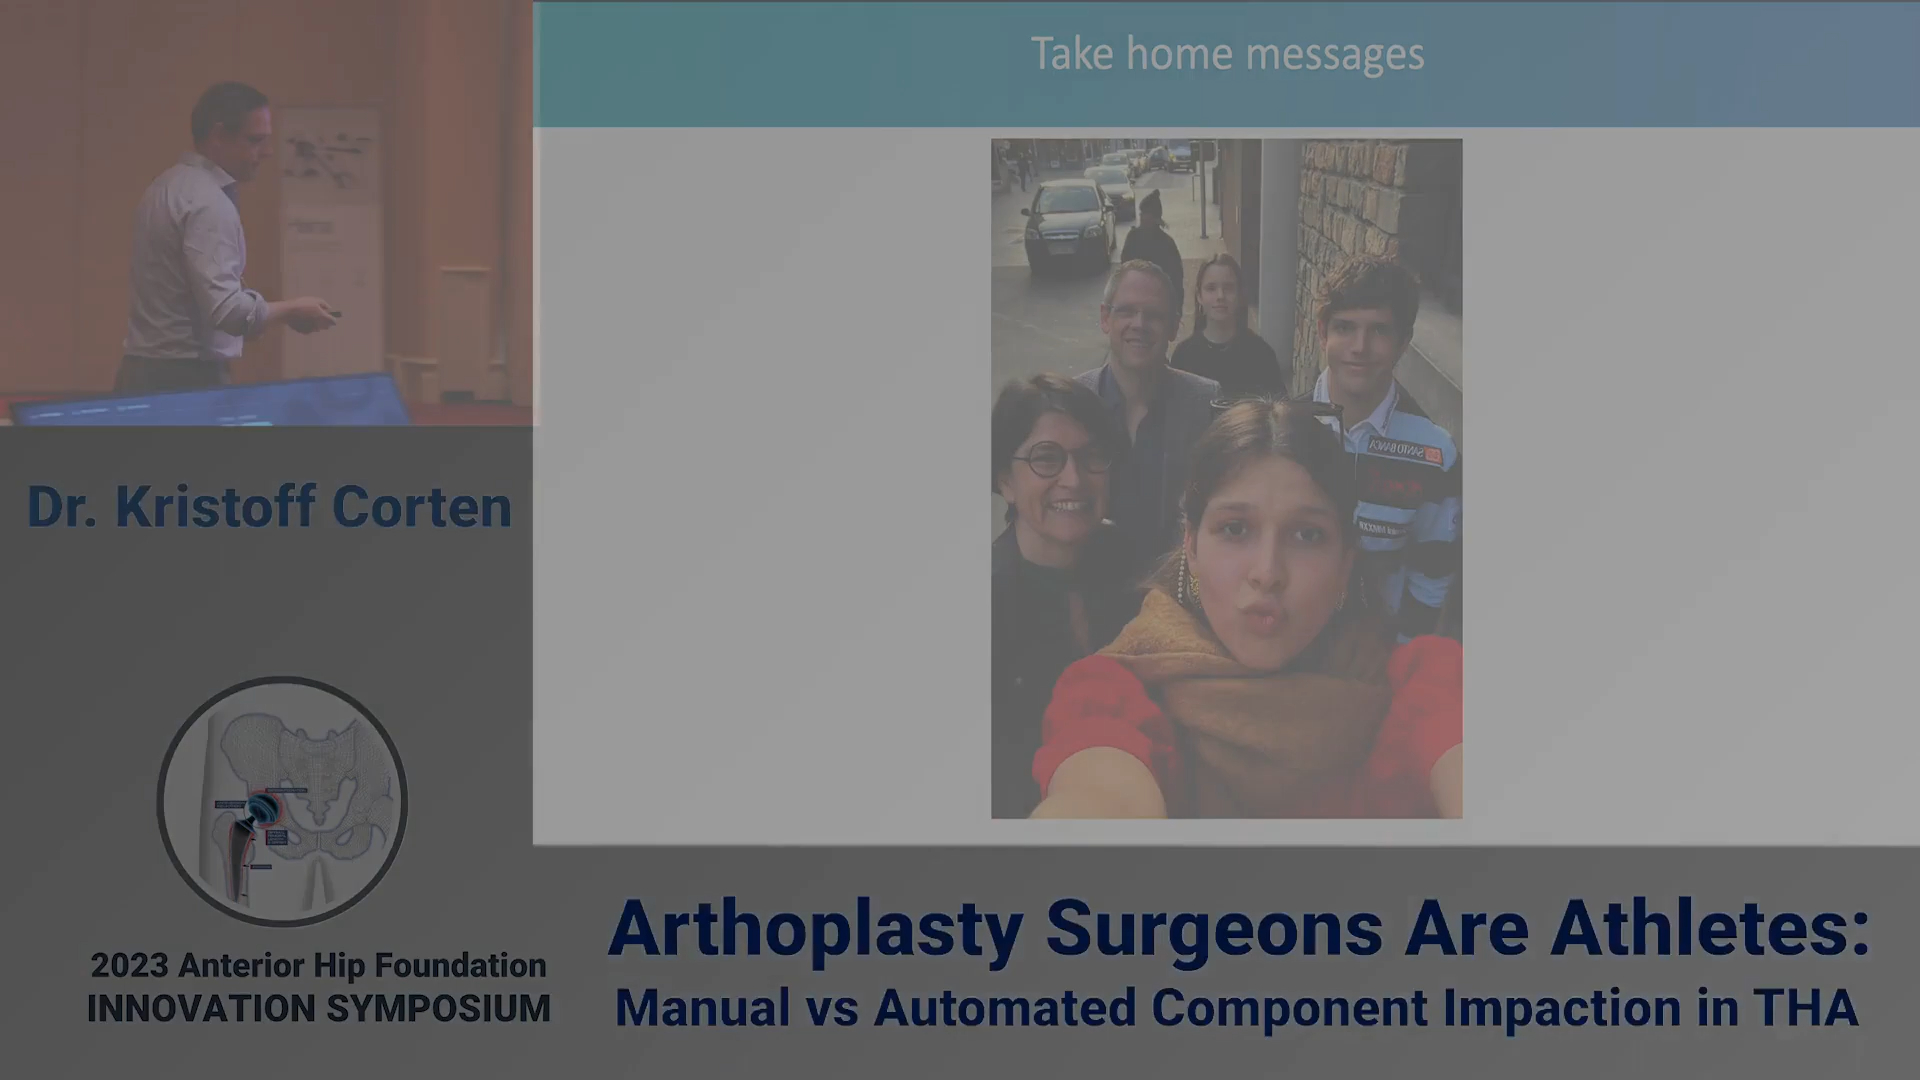 Take home messages
Dr. Kristoff Corten
2023 Anterior Hip Foundation
INNOVATION SYMPOSIUM
Arthoplasty Surgeons Are Athletes:
Manual vs Automated Component Impaction in THA